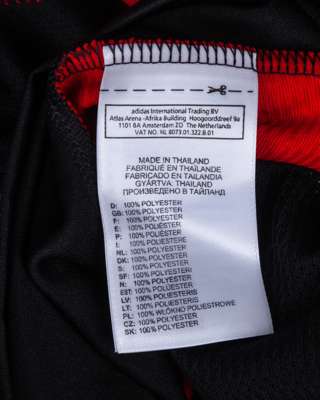 adidas International Trading BV
Atlas Arena -Afrika Building Hoogoorddreef 9a
1101 BA Amsterdam ZO The Netherlands
VAT NO. NL 8073.01.322.B.01
MADE IN THAILAND
FABRIQUÉ EN THAÏLANDE
FABRICADO EN TAILANDIA
GYÁRTVA: THAILAND
ПРОИЗВЕДЕНО В ТАЙЛАНД
D: 100% POLYESTER
GB: 100% POLYESTER
F: 100% POLYESTER
E: 100% POLIÉSTER
P: 100% POLIÉSTER
I: 100% POLIESTERE
NL: 100% POLYESTER
DK: 100% POLYESTER
S: 100% POLYESTER
SF: 100% POLYESTERI
N: 100% POLYESTER
EST: 100% POLÜESTER
LV: 100% POLIESTERIS
LT: 100% POLIESTERIS
PL: 100% WŁÓKNO POLIESTROWE
CZ: 100% POLYESTER
SK: 100% POLYESTER